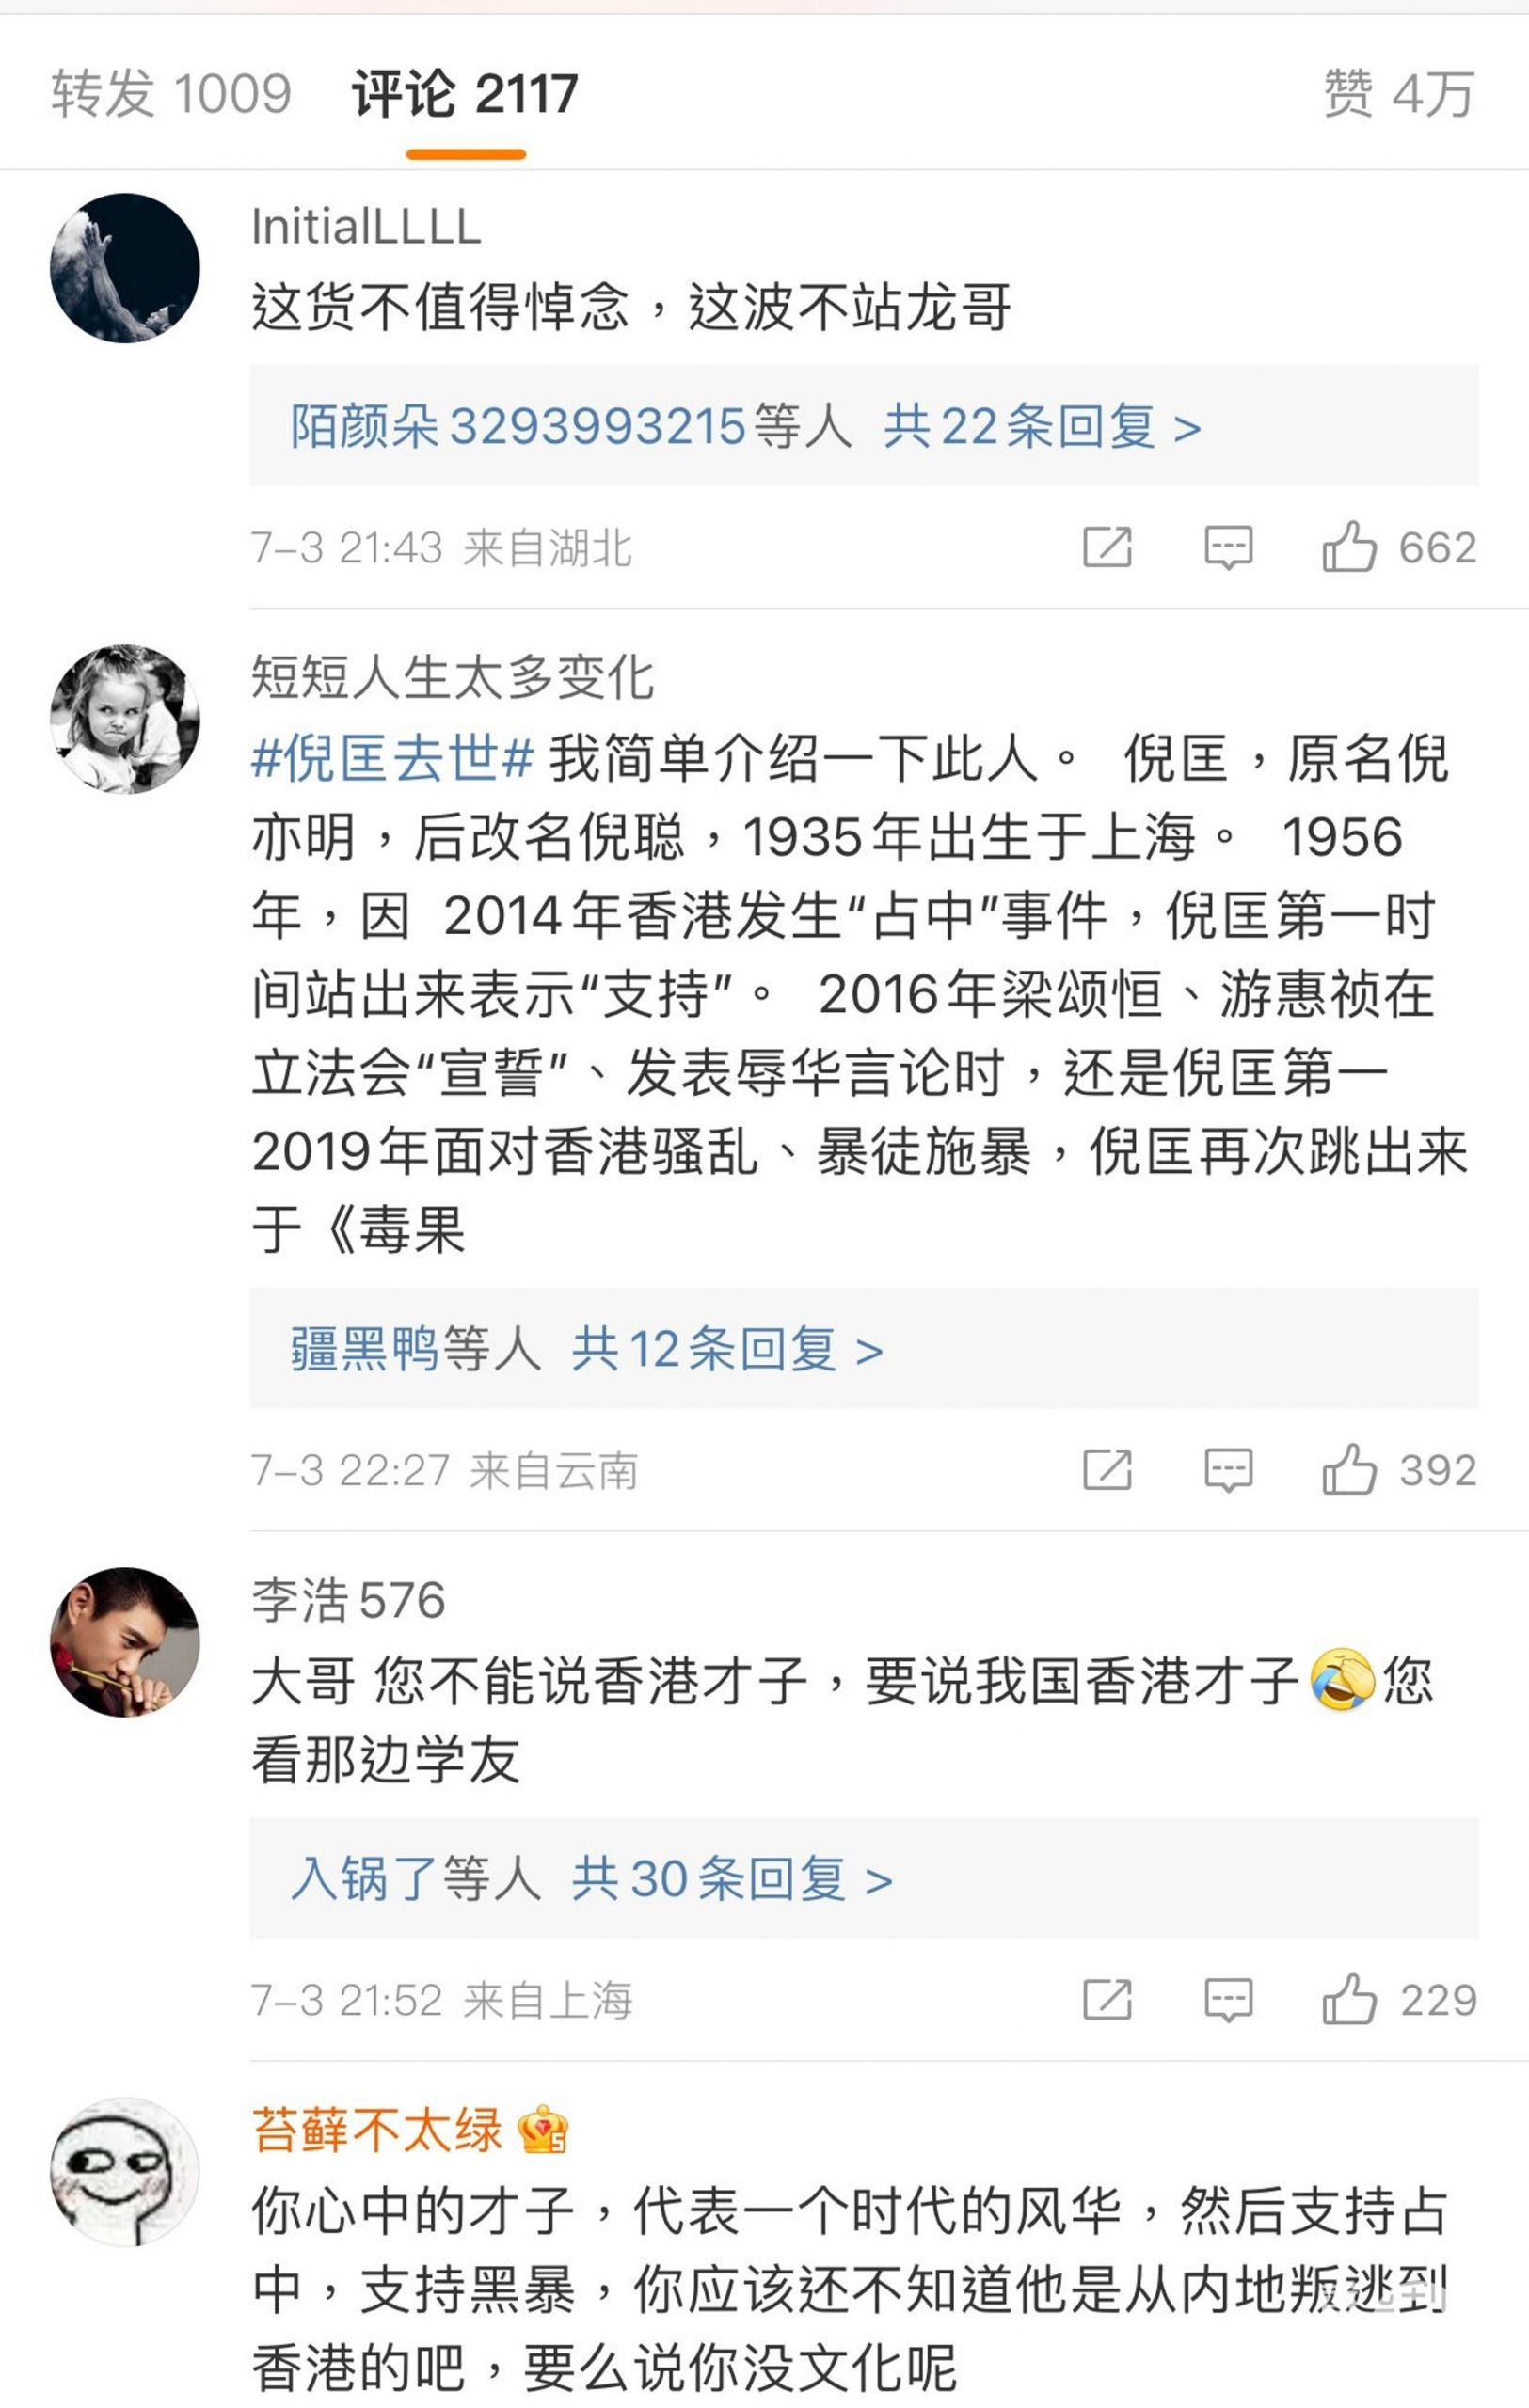 转发 1009 评论 2117 赞 4万
InitialLLLL
这货不值得悼念，这波不站龙哥
陌颜朵3293993215等人 共22条回复 >
7-3 21:43 来自湖北 662
短短人生太多变化
#倪匡去世# 我简单介绍一下此人。 倪匡，原名倪
亦明，后改名倪聪，1935年出生于上海。 1956
年，因 2014年香港发生“占中”事件，倪匡第一时
间站出来表示“支持”。 2016年梁颂恒、游惠祯在
立法会“宣誓”、发表辱华言论时，还是倪匡第一
2019年面对香港骚乱、暴徒施暴，倪匡再次跳出来
于《毒果
疆黑鸭等人 共12条回复 >
7-3 22:27 来自云南 392
李浩576
大哥 您不能说香港才子，要说我国香港才子🤣您
看那边学友
入锅了等人 共30条回复 >
7-3 21:52 来自上海 229
苔藓不太绿 5
你心中的才子，代表一个时代的风华，然后支持占
中，支持黑暴，你应该还不知道他是从内地叛逃到
香港的吧，要么说你没文化呢